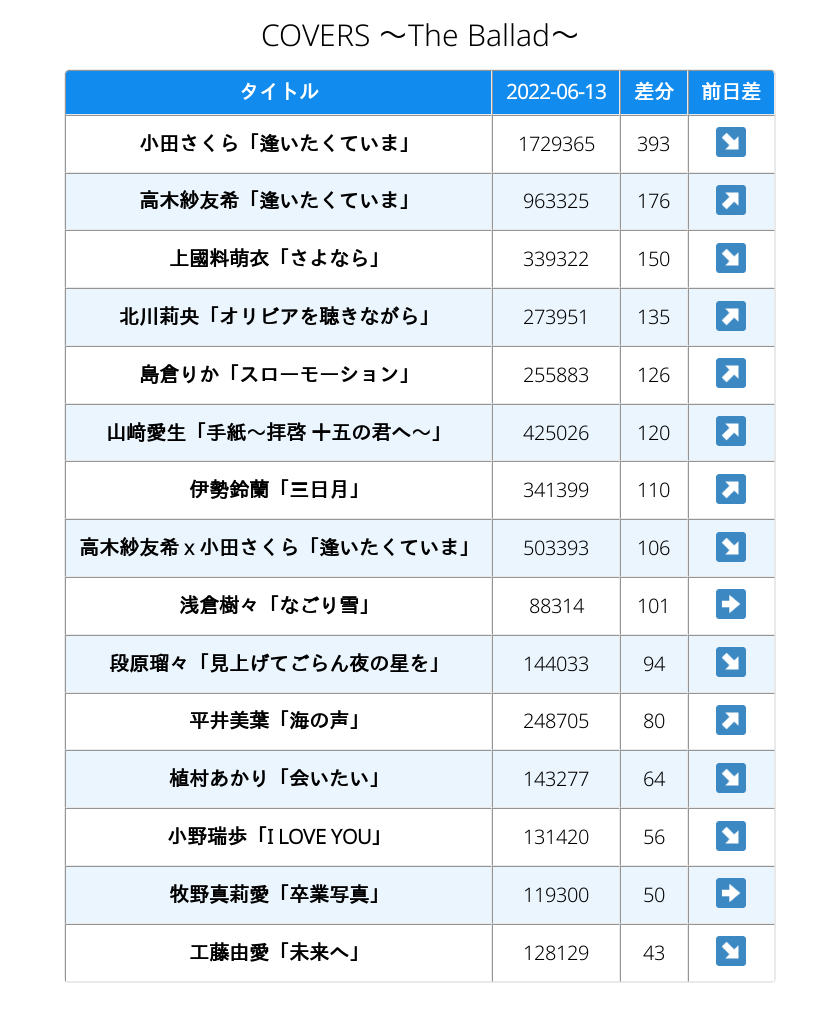 COVERS ～The Ballad～
タイトル 2022-06-13 差分 前日差
小田さくら「逢いたくていま」 1729365 393 ↘
高木紗友希「逢いたくていま」 963325 176 ↗
上國料萌衣「さよなら」 339322 150 ↘
北川莉央「オリビアを聴きながら」 273951 135 ↗
島倉りか「スローモーション」 255883 126 ↗
山﨑愛生「手紙～拝啓 十五の君へ～」 425026 120 ↗
伊勢鈴蘭「三日月」 341399 110 ↗
高木紗友希 x 小田さくら「逢いたくていま」 503393 106 ↘
浅倉樹々「なごり雪」 88314 101 ➡
段原瑠々「見上げてごらん夜の星を」 144033 94 ↘
平井美葉「海の声」 248705 80 ↗
植村あかり「会いたい」 143277 64 ↘
小野瑞歩「I LOVE YOU」 131420 56 ↘
牧野真莉愛「卒業写真」 119300 50 ➡
工藤由愛「未来へ」 128129 43 ↘